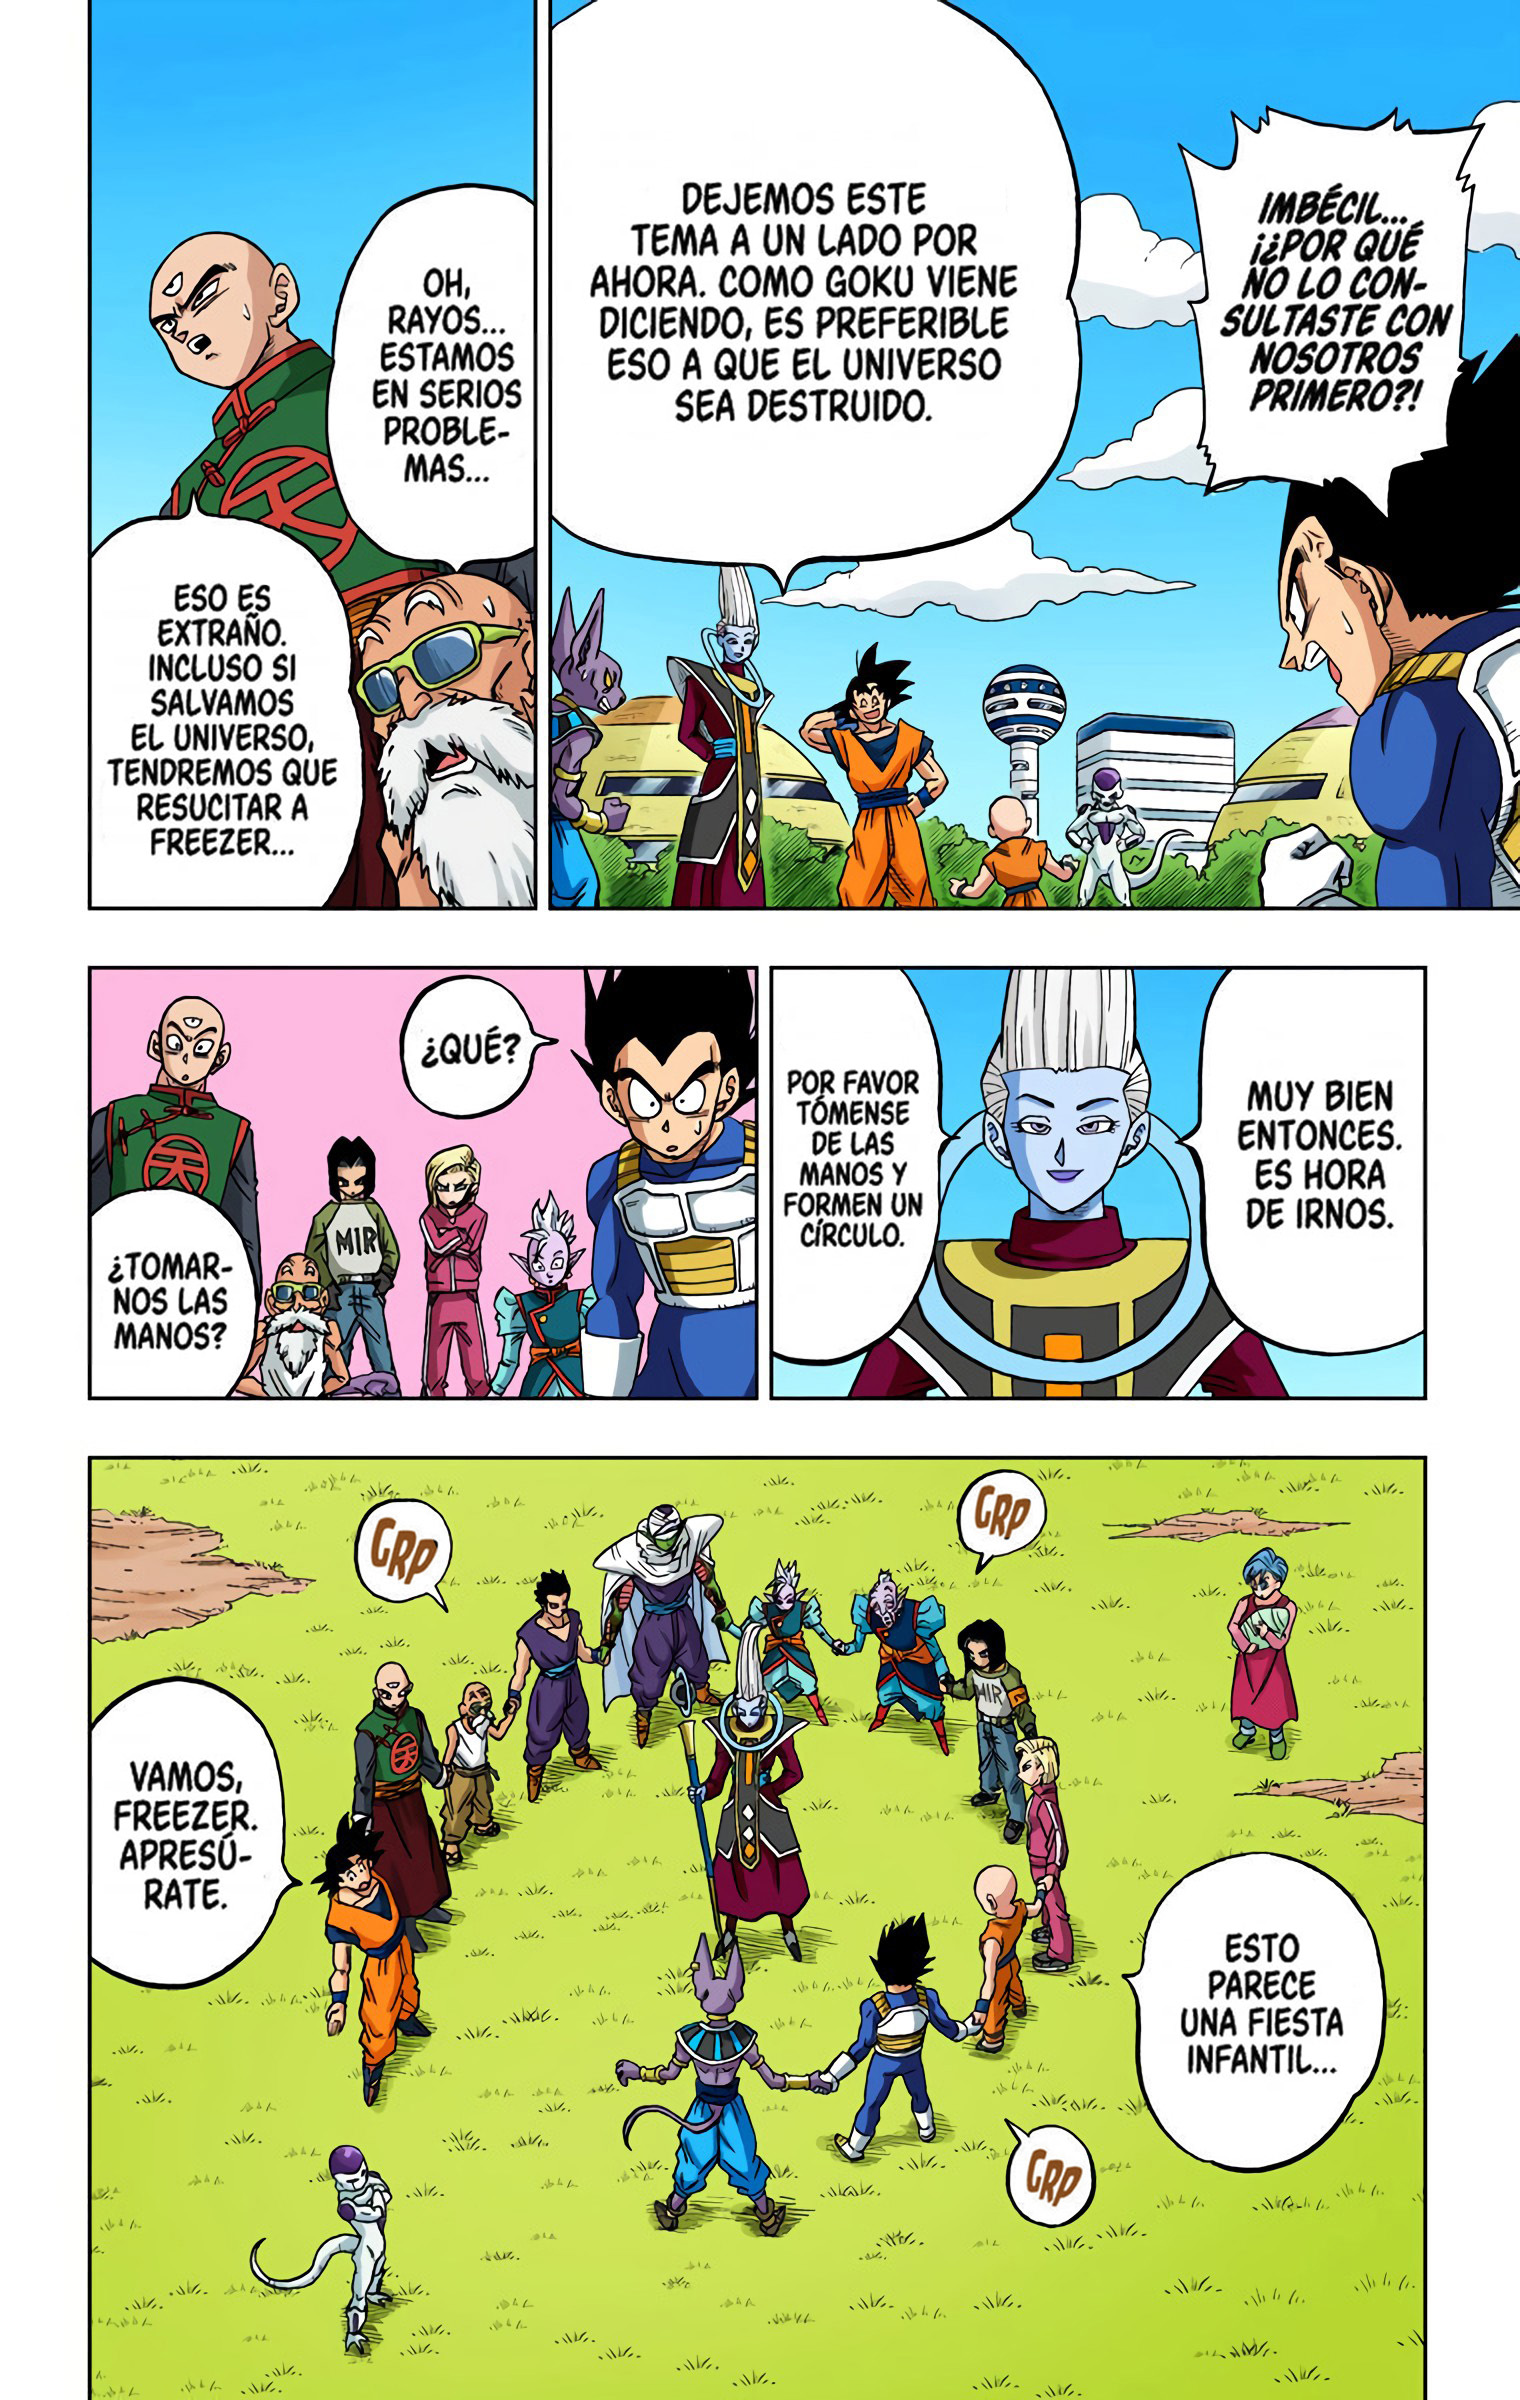 IMBÉCIL...
¡¿POR QUÉ
NO LO CON-
SULTASTE CON
NOSOTROS
PRIMERO?!
DEJEMOS ESTE
TEMA A UN LADO POR
AHORA. COMO GOKU VIENE
DICIENDO, ES PREFERIBLE
ESO A QUE EL UNIVERSO
SEA DESTRUIDO.
OH,
RAYOS...
ESTAMOS
EN SERIOS
PROBLE-
MAS...
ESO ES
EXTRAÑO.
INCLUSO SI
SALVAMOS
EL UNIVERSO,
TENDREMOS QUE
RESUCITAR A
FREEZER...
MUY BIEN
ENTONCES.
ES HORA
DE IRNOS.
POR FAVOR
TÓMENSE
DE LAS
MANOS Y
FORMEN UN
CÍRCULO.
¿QUÉ?
MIR
¿TOMAR-
NOS LAS
MANOS?
天
GRP
GRP
MIR
天
VAMOS,
FREEZER.
APRESÚ-
RATE.
ESTO
PARECE
UNA FIESTA
INFANTIL...
GRP